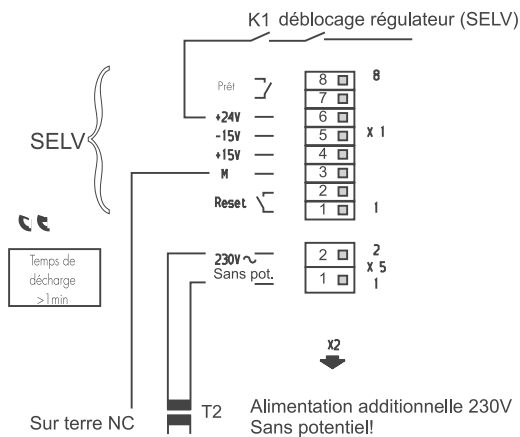 K1 déblocage régulateur (SELV)
8 8
Prêt
7
+24V 6
-15V 5 X 1
SELV
+15V 4
M 3
2
Reset
1 1
Temps de
décharge
>1min
230V~ 2 2
Sans pot. X 5
1 1
X2
T2
Alimentation additionnelle 230V
Sur terre NC
Sans potentiel!